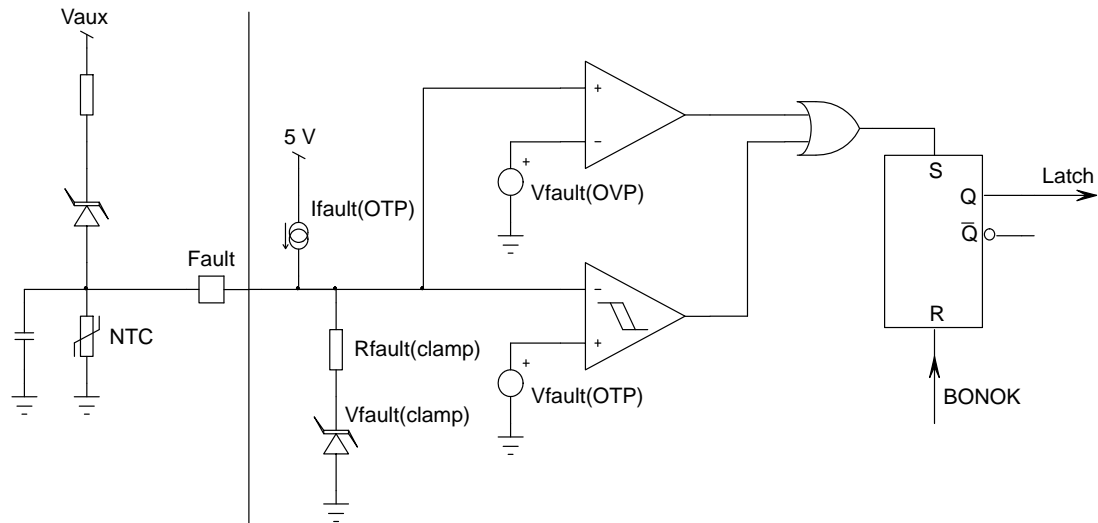 Vaux
5 V
Ifault(OTP)
Fault
NTC
Rfault(clamp)
Vfault(clamp)
+
−
+
Vfault(OVP)
−
+
+
Vfault(OTP)
S
Q
Q̅
R
Latch
BONOK